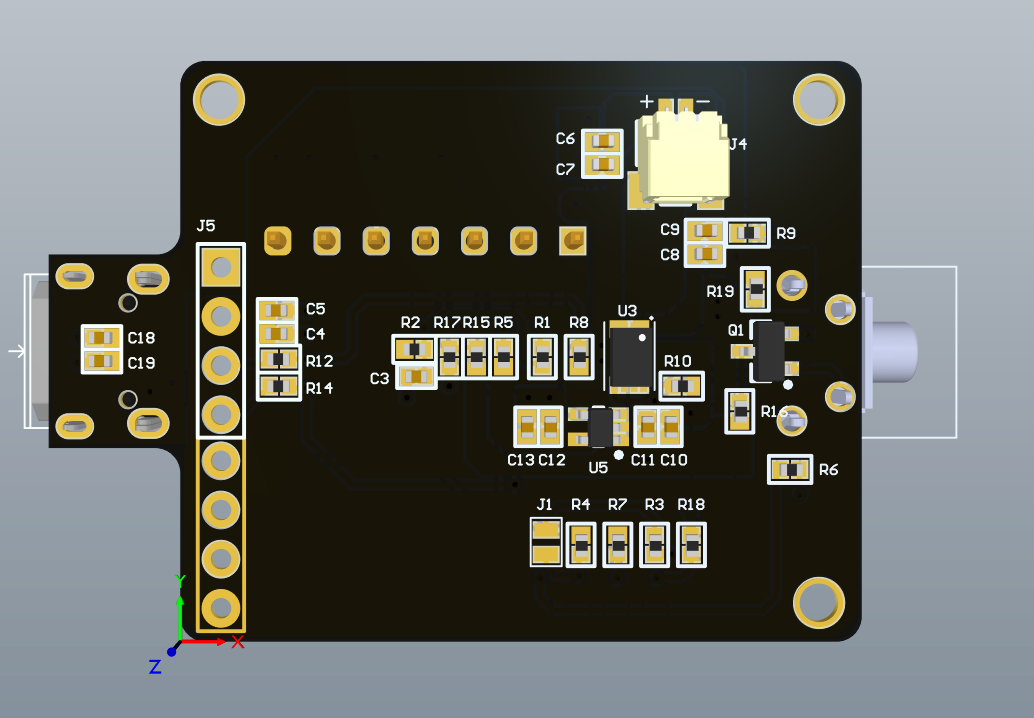 + −
C6
J4
C7
J5
C9 R9
C8
R19
C5 U3
C18 C4 R2 R17 R15 R5 R1 R8 Q1
C19 R12 R10
R14 C3
R16
C13 C12 C11 C10
U5 R6
J1 R4 R7 R3 R18
Y
X
Z